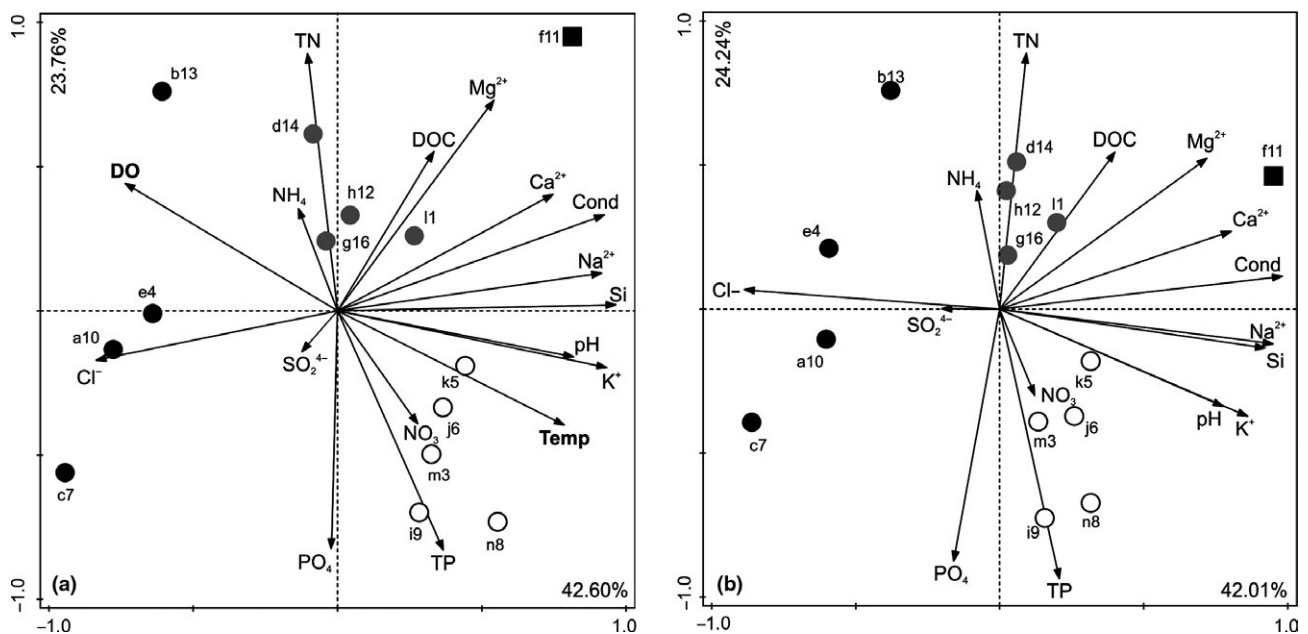 1.0
23.76%
TN
f11
b13
Mg²⁺
d14
DOC
DO
Ca²⁺
NH₄
h12
l1
Cond
g16
Na²⁺
e4
Si
a10
pH
Cl⁻
SO₂⁴⁻
k5
K⁺
NO₃
j6
Temp
m3
c7
i9
n8
PO₄
TP
(a)
42.60%
−1.0
−1.0
1.0
1.0
24.24%
TN
b13
d14
DOC
Mg²⁺
f11
NH₄
h12
l1
Ca²⁺
e4
g16
Cond
Cl–
SO₂⁴⁻
Na²⁺
a10
Si
k5
NO₃
pH
K⁺
m3
j6
c7
i9
n8
PO₄
TP
(b)
42.01%
−1.0
−1.0
1.0